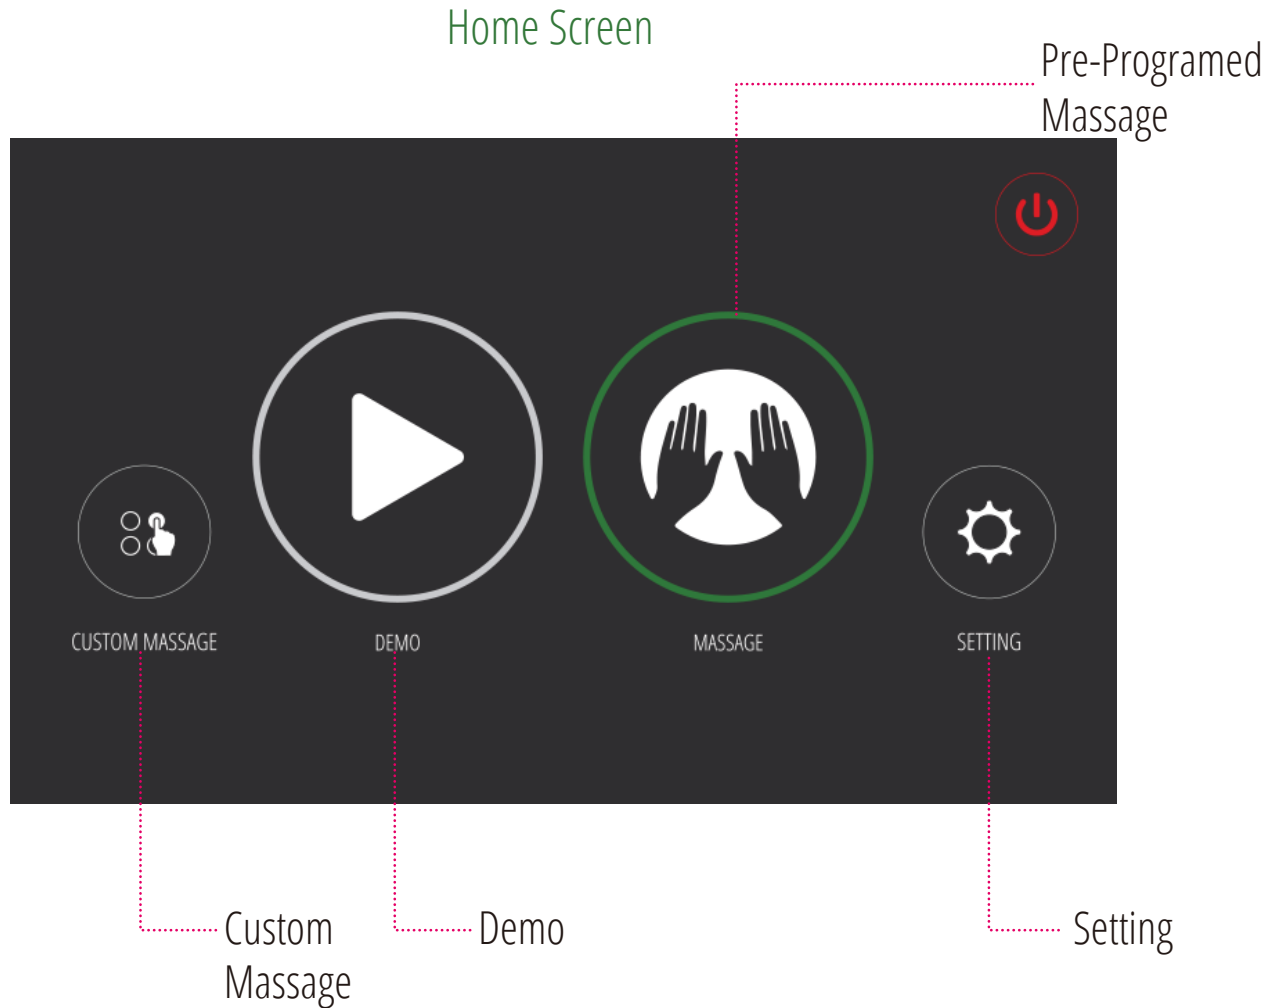 Home Screen
Pre-Programed
Massage
CUSTOM MASSAGE
DEMO
MASSAGE
SETTING
Custom
Massage
Demo
Setting